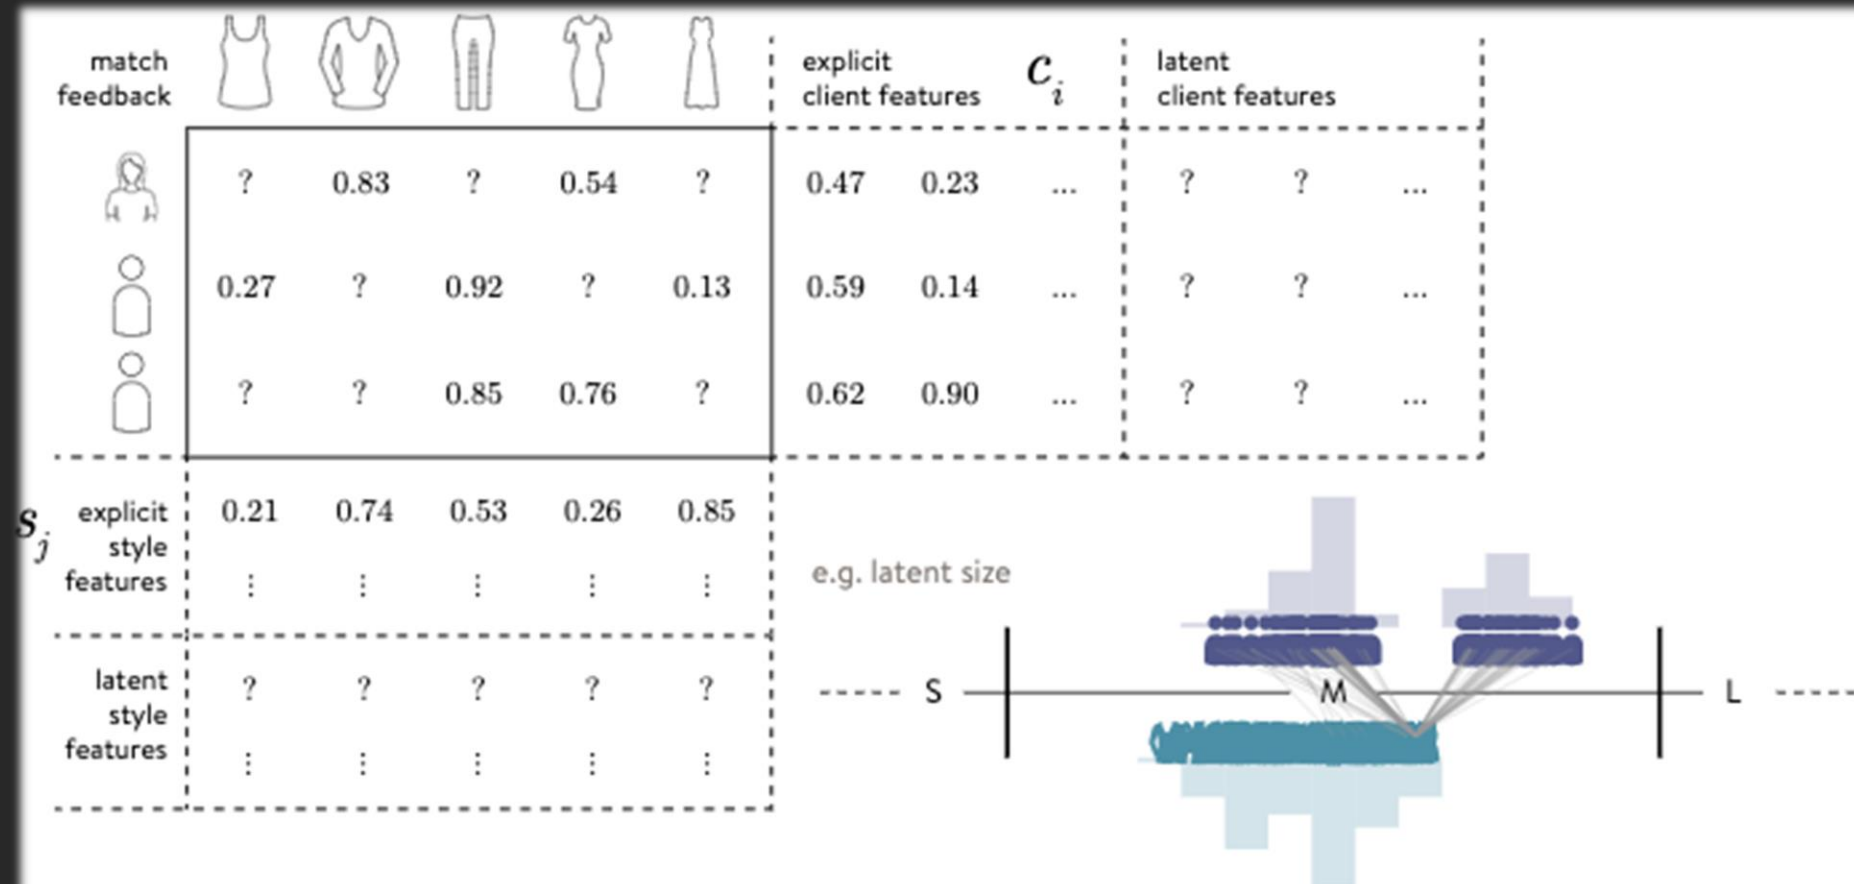 match
feedback
explicit
client features
c_i
latent
client features
? 0.83 ? 0.54 ? 0.47 0.23 ... ? ? ...
0.27 ? 0.92 ? 0.13 0.59 0.14 ... ? ? ...
? ? 0.85 0.76 ? 0.62 0.90 ... ? ? ...
s_j
explicit
style
features
0.21 0.74 0.53 0.26 0.85
⋮ ⋮ ⋮ ⋮ ⋮
latent
style
features
? ? ? ? ?
⋮ ⋮ ⋮ ⋮ ⋮
e.g. latent size
S M L